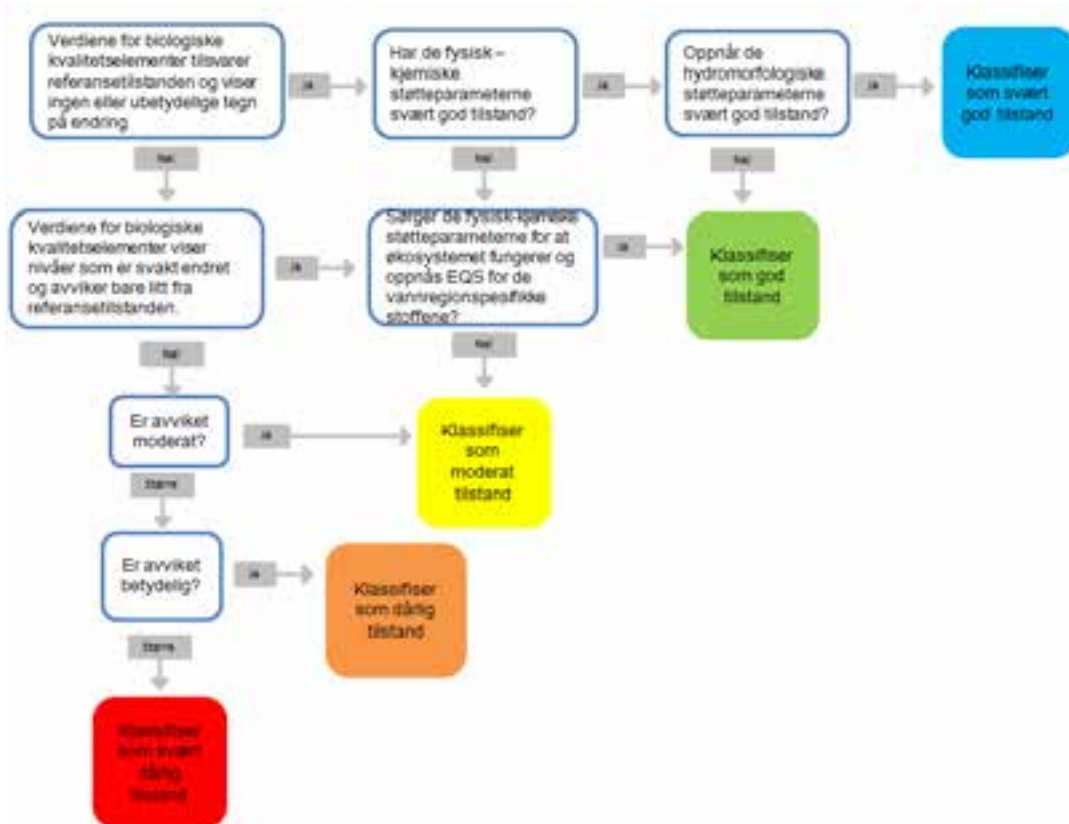 Verdiene for biologiske
kvalitetselementer tilsvarer
referansetilstanden og viser
ingen eller ubetydelige tegn
på endring
Ja
Har de fysisk –
kjemiske
støtteparameterne
svært god tilstand?
Ja
Oppnår de
hydromorfologiske
støtteparameterne
svært god tilstand?
Ja
Klassifiser
som svært
god tilstand
Nei
Nei
Nei
Verdiene for biologiske
kvalitetselementer viser
nivåer som er svakt endret
og avviker bare litt fra
referansetilstanden.
Ja
Sørger de fysisk-kjemiske
støtteparameterne for at
økosystemet fungerer og
oppnås EQS for de
vannregionspesifikke
stoffene?
Ja
Klassifiser
som god
tilstand
Nei
Nei
Er avviket
moderat?
Ja
Klassifiser
som
moderat
tilstand
Større
Er avviket
betydelig?
Ja
Klassifiser
som dårlig
tilstand
Større
Klassifiser
som svært
dårlig
tilstand